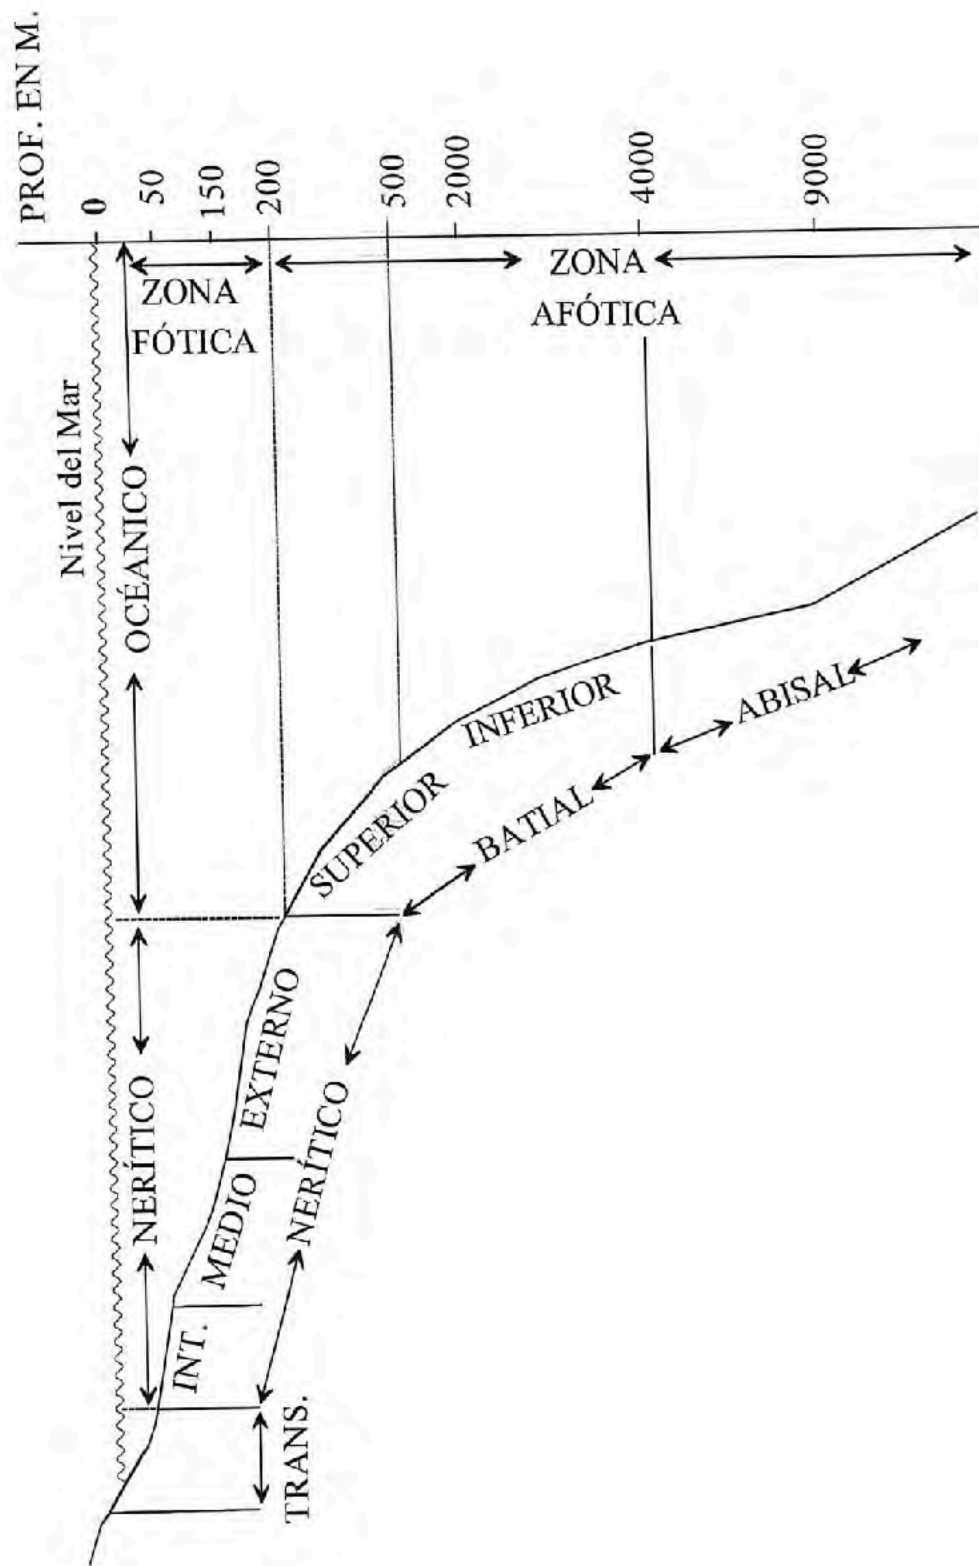 PROF. EN M.
0
50
150
200
500
2000
4000
9000
Nivel del Mar
ZONA
FÓTICA
ZONA
AFÓTICA
NERÍTICO
OCÉANICO
INT.
MEDIO
EXTERNO
SUPERIOR
INFERIOR
TRANS.
NERÍTICO
BATIAL
ABISAL